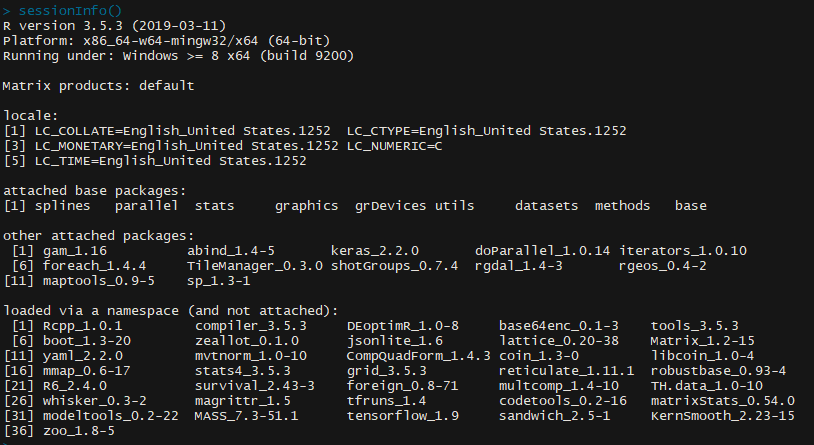 > sessionInfo()
R version 3.5.3 (2019-03-11)
Platform: x86_64-w64-mingw32/x64 (64-bit)
Running under: Windows >= 8 x64 (build 9200)
Matrix products: default
locale:
[1] LC_COLLATE=English_United States.1252  LC_CTYPE=English_United States.1252
[3] LC_MONETARY=English_United States.1252 LC_NUMERIC=C
[5] LC_TIME=English_United States.1252
attached base packages:
[1] splines   parallel  stats     graphics  grDevices utils     datasets  methods   base
other attached packages:
[1] gam_1.16          abind_1.4-5       keras_2.2.0       doParallel_1.0.14 iterators_1.0.10
[6] foreach_1.4.4     TileManager_0.3.0 shotGroups_0.7.4  rgdal_1.4-3       rgeos_0.4-2
[11] maptools_0.9-5    sp_1.3-1
loaded via a namespace (and not attached):
[1] Rcpp_1.0.1         compiler_3.5.3     DEoptimR_1.0-8     base64enc_0.1-3    tools_3.5.3
[6] boot_1.3-20        zeallot_0.1.0      jsonlite_1.6       lattice_0.20-38    Matrix_1.2-15
[11] yaml_2.2.0         mvtnorm_1.0-10     CompQuadForm_1.4.3 coin_1.3-0         libcoin_1.0-4
[16] mmap_0.6-17        stats4_3.5.3       grid_3.5.3         reticulate_1.11.1  robustbase_0.93-4
[21] R6_2.4.0           survival_2.43-3    foreign_0.8-71     multcomp_1.4-10    TH.data_1.0-10
[26] whisker_0.3-2      magrittr_1.5       tfruns_1.4         codetools_0.2-16   matrixStats_0.54.0
[31] modeltools_0.2-22  MASS_7.3-51.1      tensorflow_1.9     sandwich_2.5-1     KernSmooth_2.23-15
[36] zoo_1.8-5